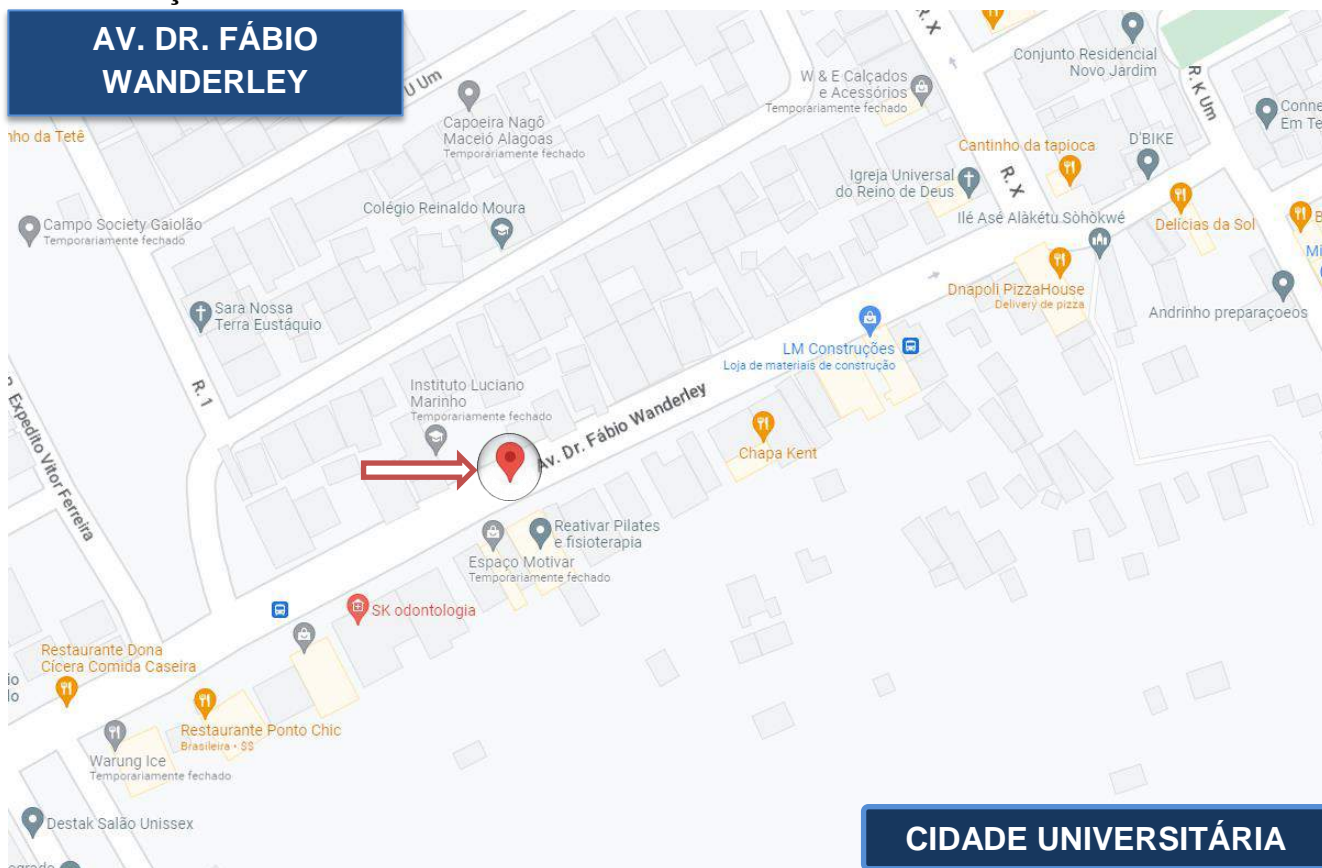 AV. DR. FÁBIO
WANDERLEY
U Um
R. X
Conjunto Residencial
Novo Jardim
R. K Um
W & E Calçados
e Acessórios
Temporariamente fechado
Capoeira Nagô
Maceió Alagoas
Temporariamente fechado
nho da Tetê
Conne
Em Te
Cantinho da tapioca
D'BIKE
Igreja Universal
do Reino de Deus
R. X
Colégio Reinaldo Moura
Ilé Asé Alàkétu Sòhòkwé
Delícias da Sol
B
Campo Society Gaiolão
Temporariamente fechado
Mi
Dnapoli PizzaHouse
Delivery de pizza
Andrinho preparaçoeos
Sara Nossa
Terra Eustáquio
LM Construções
Loja de materiais de construção
R. 1
Instituto Luciano
Marinho
Temporariamente fechado
Expedito Vitor Ferreira
Av. Dr. Fábio Wanderley
Chapa Kent
Reativar Pilates
e fisioterapia
Espaço Motivar
Temporariamente fechado
SK odontologia
Restaurante Dona
Cícera Comida Caseira
io
lo
Restaurante Ponto Chic
Brasileira • $$
Warung Ice
Temporariamente fechado
Destak Salão Unissex
CIDADE UNIVERSITÁRIA